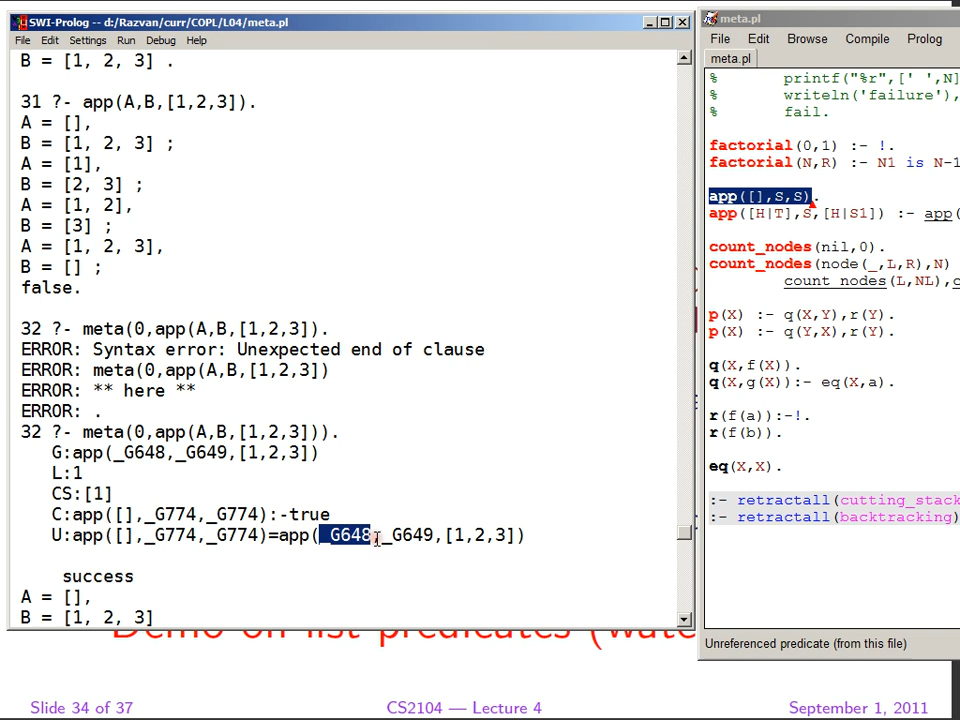 SWI-Prolog -- d:/Razvan/curr/COPL/L04/meta.pl
File Edit Settings Run Debug Help
B = [1, 2, 3] .
31 ?- app(A,B,[1,2,3]).
A = [],
B = [1, 2, 3] ;
A = [1],
B = [2, 3] ;
A = [1, 2],
B = [3] ;
A = [1, 2, 3],
B = [] ;
false.
32 ?- meta(0,app(A,B,[1,2,3]).
ERROR: Syntax error: Unexpected end of clause
ERROR: meta(0,app(A,B,[1,2,3])
ERROR: ** here **
ERROR: .
32 ?- meta(0,app(A,B,[1,2,3])).
G:app(_G648,_G649,[1,2,3])
L:1
CS:[1]
C:app([],_G774,_G774):-true
U:app([],_G774,_G774)=app(_G648,_G649,[1,2,3])
success
A = [],
B = [1, 2, 3]
meta.pl
File Edit Browse Compile Prolog
meta.pl
% printf("%r",[' ',N]
% writeln('failure'),
% fail.
factorial(0,1) :- !.
factorial(N,R) :- N1 is N-1
app([],S,S).
app([H|T],S,[H|S1]) :- app(
count_nodes(nil,0).
count_nodes(node(_,L,R),N)
count_nodes(L,NL),c
p(X) :- q(X,Y),r(Y).
p(X) :- q(Y,X),r(Y).
q(X,f(X)).
q(X,g(X)):- eq(X,a).
r(f(a)):-!.
r(f(b)).
eq(X,X).
:- retractall(cutting_stack
:- retractall(backtracking)
Unreferenced predicate (from this file)
Demo on list predicates (wate
Slide 34 of 37
CS2104 — Lecture 4
September 1, 2011